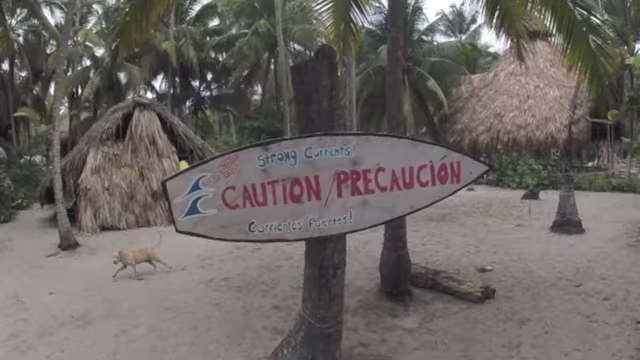 Strong Currents!
CAUTION/PRECAUCIÓN
Corrientes Fuertes!